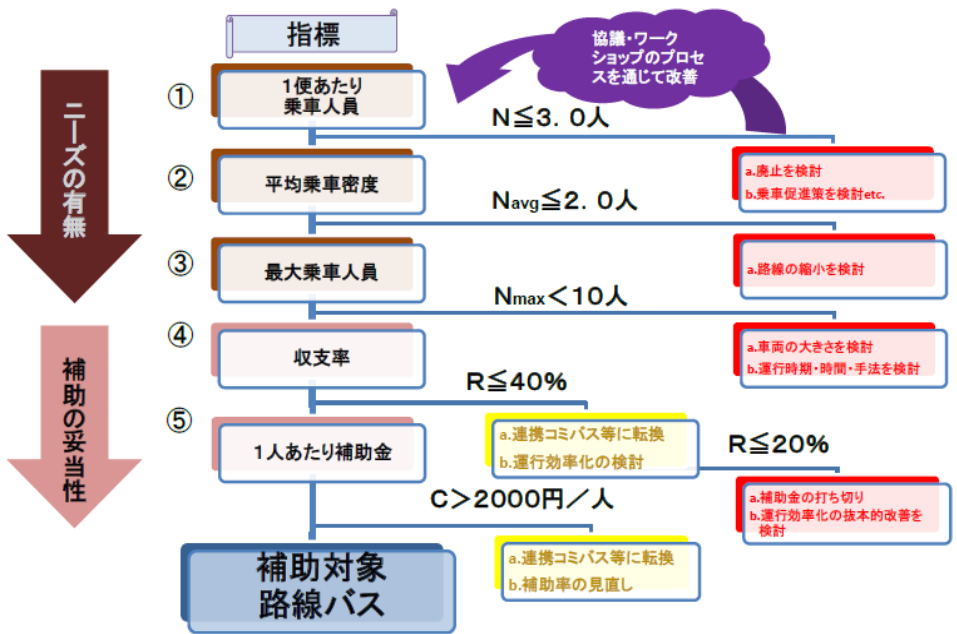 指標
協議・ワーク
ショップのプロセ
スを通じて改善
ニーズの有無
①
1便あたり
乗車人員
N≦3.0人
a.廃止を検討
b.乗車促進策を検討etc.
②
平均乗車密度
Navg≦2.0人
a.路線の縮小を検討
③
最大乗車人員
Nmax<10人
a.車両の大きさを検討
b.運行時期・時間・手法を検討
補助の妥当性
④
収支率
R≦40%
a.連携コミバス等に転換
b.運行効率化の検討
R≦20%
a.補助金の打ち切り
b.運行効率化の抜本的改善を
検討
⑤
1人あたり補助金
C>2000円/人
a.連携コミバス等に転換
b.補助率の見直し
補助対象
路線バス